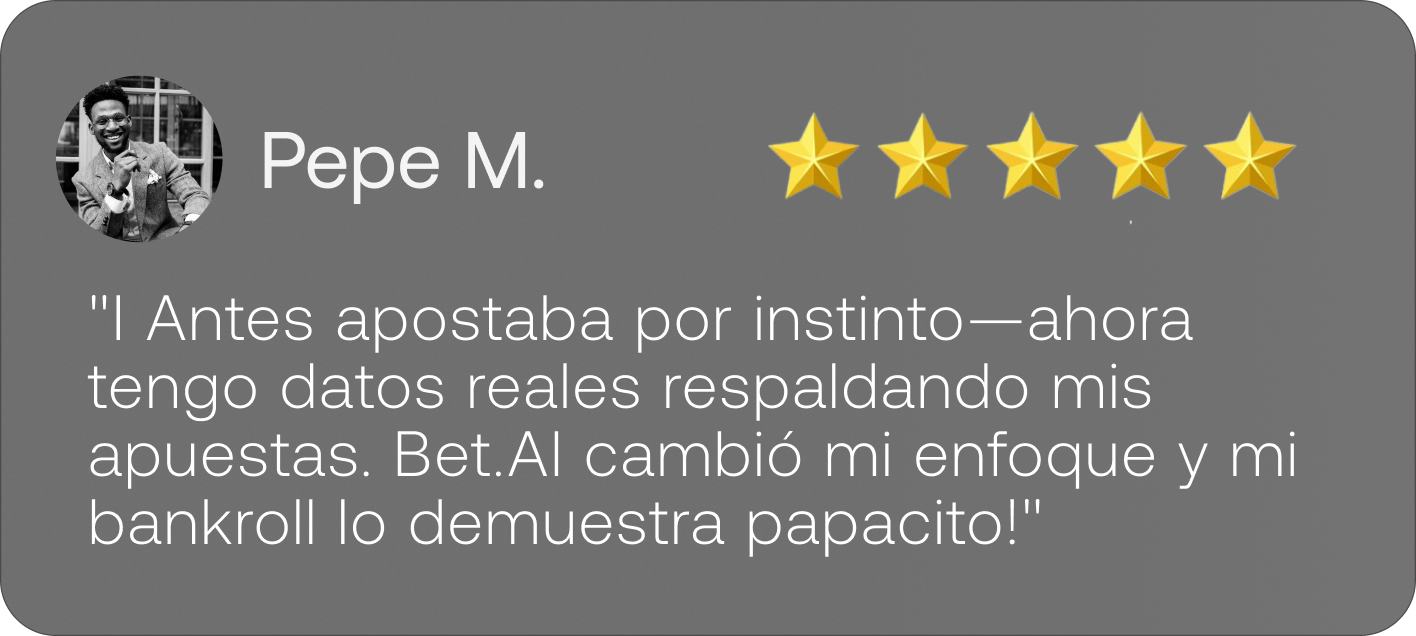 Pepe M.
"I Antes apostaba por instinto—ahora
tengo datos reales respaldando mis
apuestas. Bet.AI cambió mi enfoque y mi
bankroll lo demuestra papacito!"